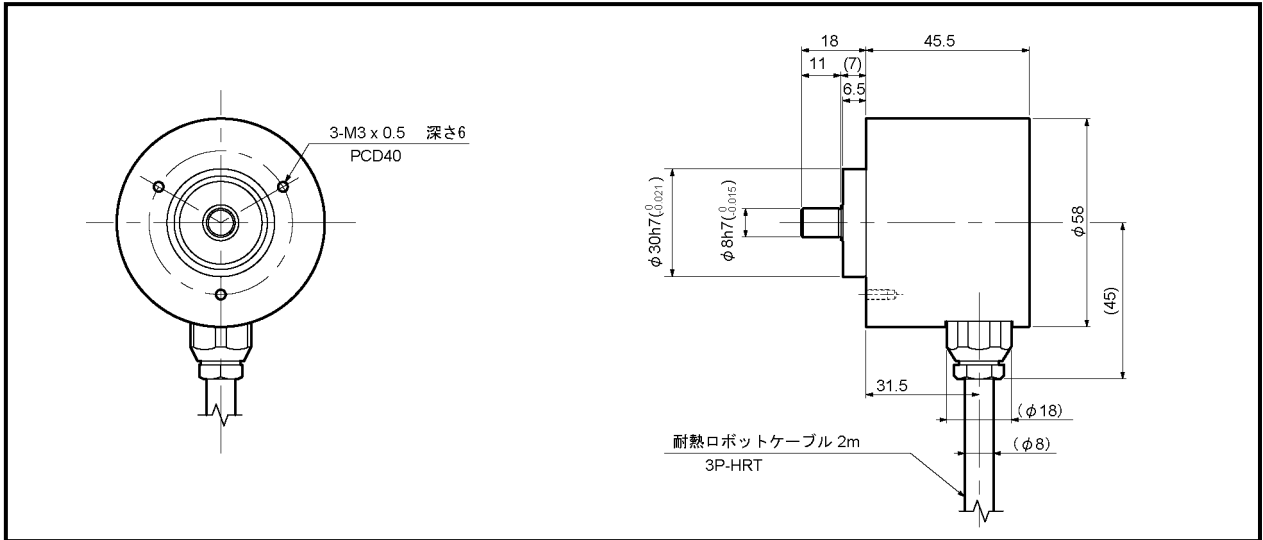 3-M3 x 0.5 深さ6
PCD40
18
45.5
11
(7)
6.5
φ30h7(0 -0.021)
φ8h7(0 -0.015)
φ58
(45)
31.5
(φ18)
(φ8)
耐熱ロボットケーブル 2m
3P-HRT